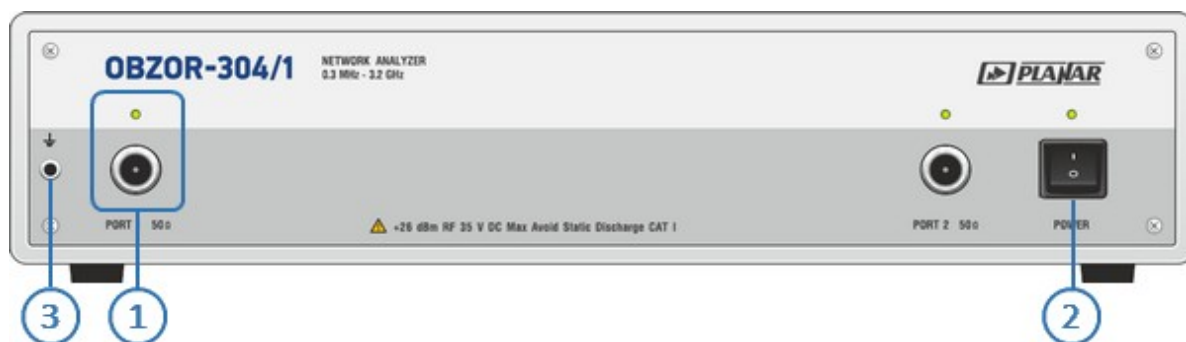 OBZOR-304/1
NETWORK ANALYZER
0.3 MHz - 3.2 GHz
PLANAR
PORT 50Ω
⚠ +26 dBm RF 35 V DC Max Avoid Static Discharge CAT I
PORT 2 50Ω
I
O
POWER
3
1
2